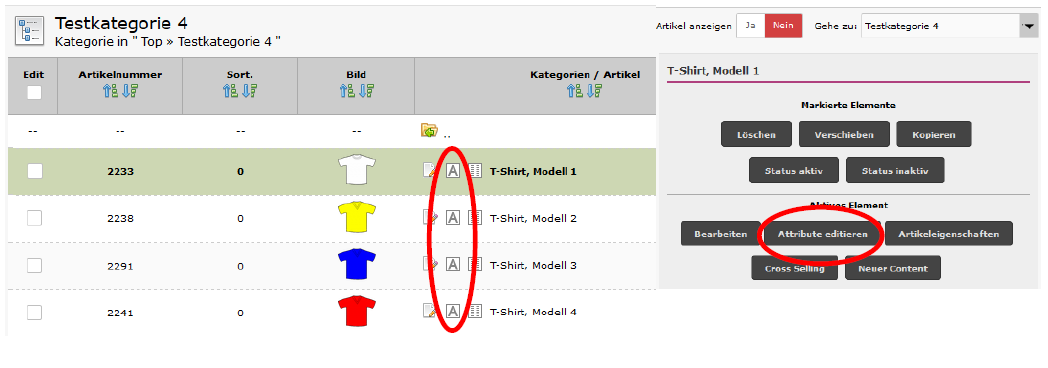 Testkategorie 4
Kategorie in " Top » Testkategorie 4 "
Artikel anzeigen Ja Nein Gehe zu: Testkategorie 4
Edit Artikelnummer Sort. Bild Kategorien / Artikel
-- -- -- -- ..
2233 0 A T-Shirt, Modell 1
2238 0 A T-Shirt, Modell 2
2291 0 A T-Shirt, Modell 3
2241 0 A T-Shirt, Modell 4
T-Shirt, Modell 1
Markierte Elemente
Löschen Verschieben Kopieren
Status aktiv Status inaktiv
Aktives Element
Bearbeiten Attribute editieren Artikeleigenschaften
Cross Selling Neuer Content